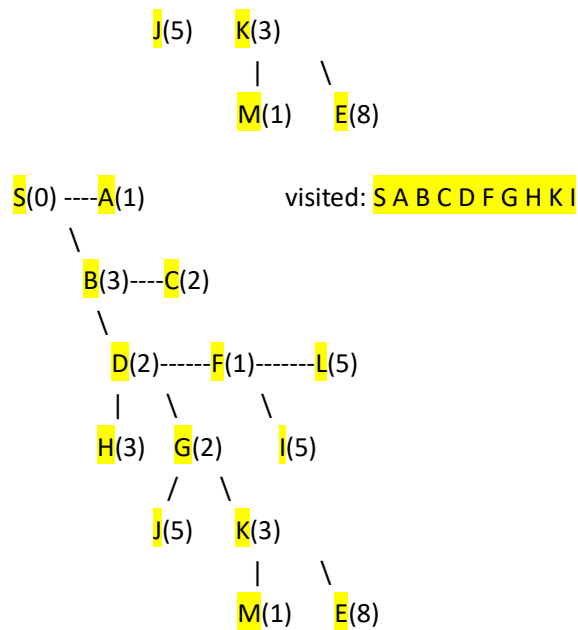 J(5) K(3)
| \
M(1) E(8)
S(0) ----A(1) visited: S A B C D F G H K I
\
B(3)----C(2)
\
D(2)------F(1)-------L(5)
| \ \
H(3) G(2) I(5)
/ \
J(5) K(3)
| \
M(1) E(8)